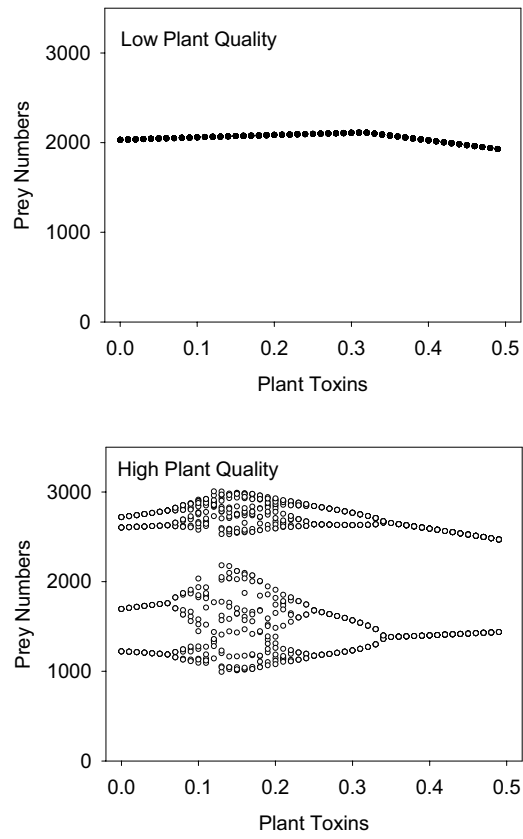 Low Plant Quality
3000
2000
1000
0
Prey Numbers
0.0 0.1 0.2 0.3 0.4 0.5
Plant Toxins
High Plant Quality
3000
2000
1000
0
Prey Numbers
0.0 0.1 0.2 0.3 0.4 0.5
Plant Toxins